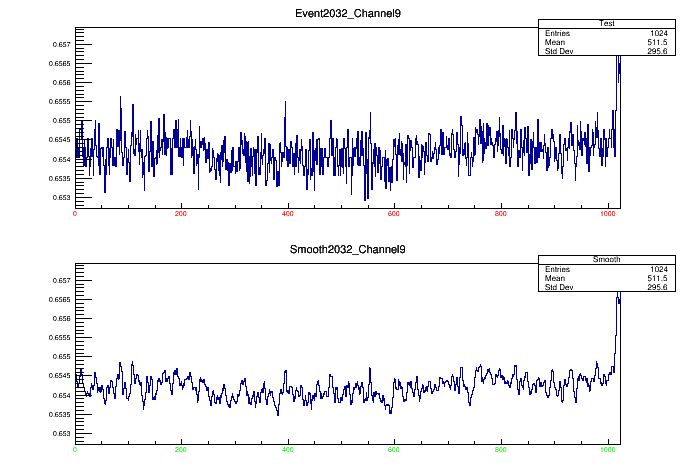 Event2032_Channel9
Test
Entries 1024
Mean 511.5
Std Dev 295.6
0.657
0.6565
0.656
0.6555
0.655
0.6545
0.654
0.6535
0.653
0 200 400 600 800 1000
Smooth2032_Channel9
Smooth
Entries 1024
Mean 511.5
Std Dev 295.6
0.657
0.6565
0.656
0.6555
0.655
0.6545
0.654
0.6535
0.653
0 200 400 600 800 1000